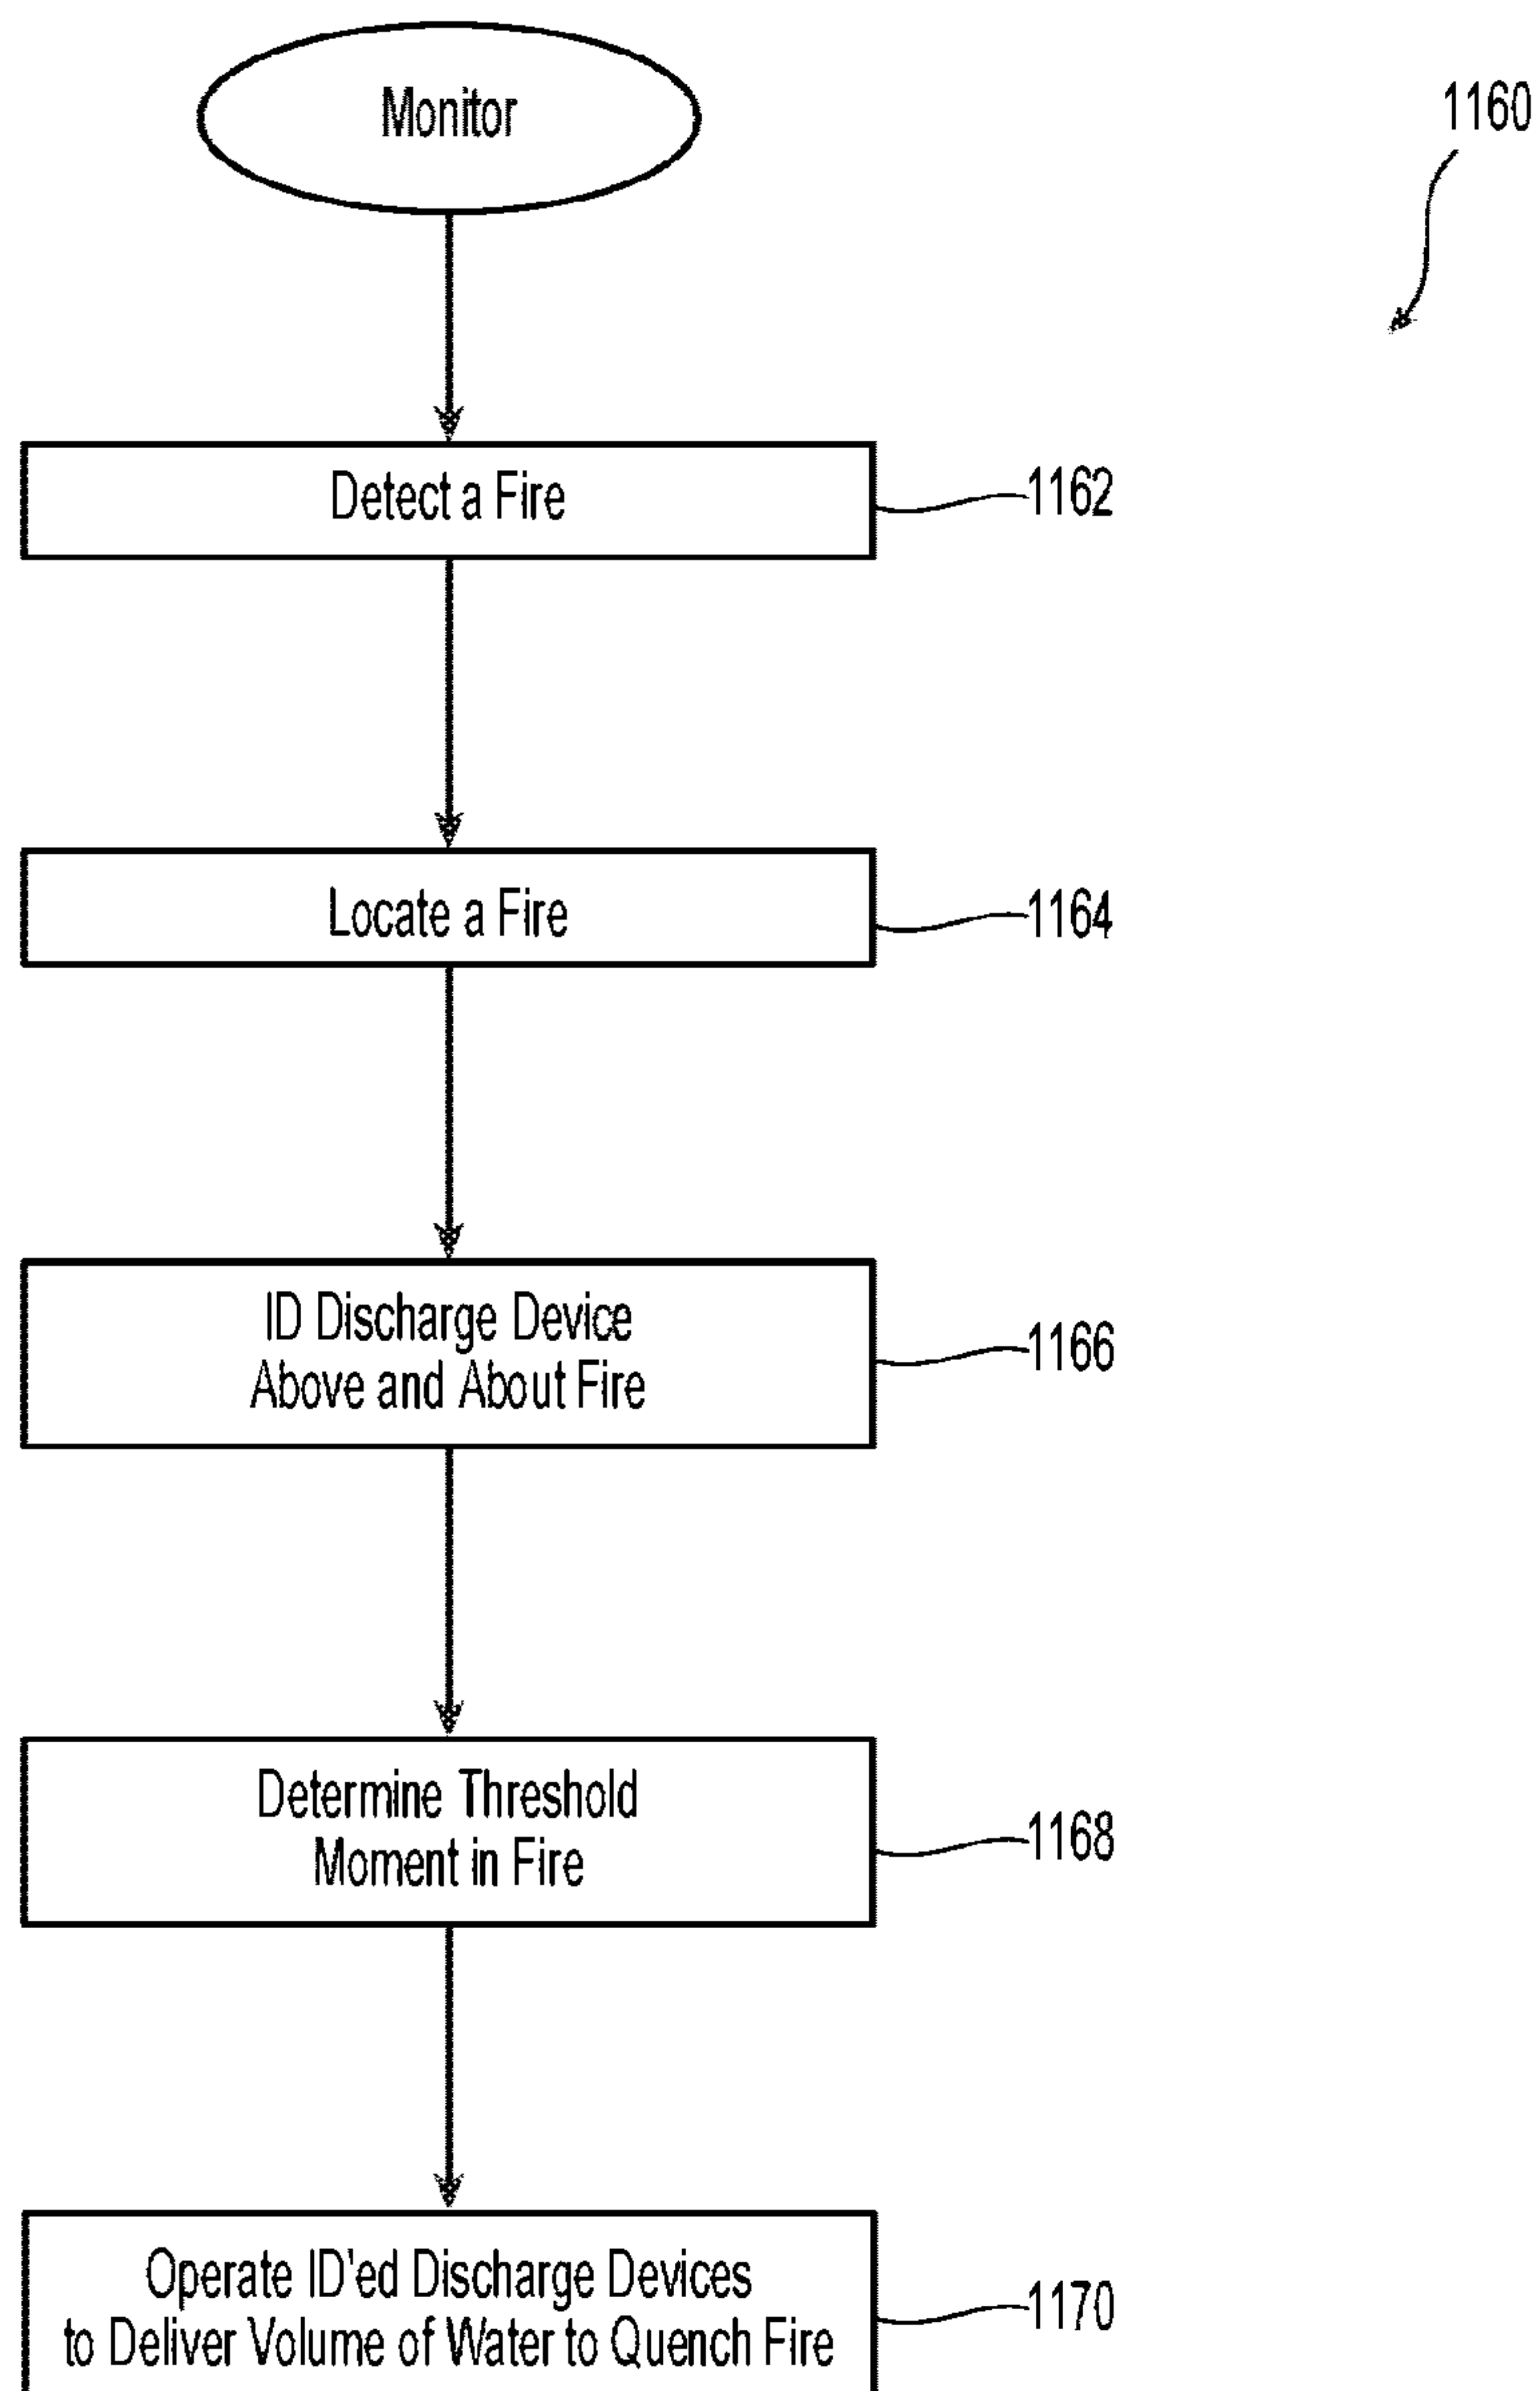 Monitor
1160
Detect a Fire
1162
Locate a Fire
1164
ID Discharge Device
Above and About Fire
1166
Determine Threshold
Moment in Fire
1168
Operate ID'ed Discharge Devices
to Deliver Volume of Water to Quench Fire
1170